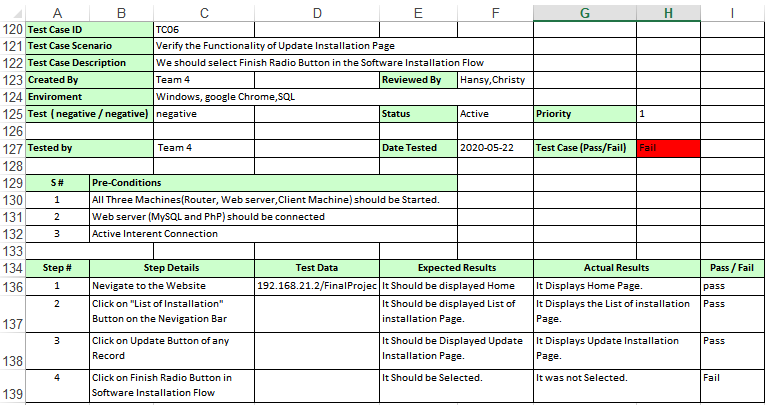 A B C D E F G H I
120 Test Case ID TC06
121 Test Case Scenario Verify the Functionality of Update Installation Page
122 Test Case Description We should select Finish Radio Button in the Software Installation Flow
123 Created By Team 4 Reviewed By Hansy,Christy
124 Enviroment Windows, google Chrome,SQL
125 Test ( negative / negative) negative Status Active Priority 1
126
127 Tested by Team 4 Date Tested 2020-05-22 Test Case (Pass/Fail) Fail
128
129 S # Pre-Conditions
130 1 All Three Machines(Router, Web server,Client Machine) should be Started.
131 2 Web server (MySQL and PhP) should be connected
132 3 Active Interent Connection
133
134 Step # Step Details Test Data Expected Results Actual Results Pass / Fail
136 1 Nevigate to the Website 192.168.21.2/FinalProjec It Should be displayed Home It Displays Home Page. pass
2 Click on "List of Installation" It Should be displayed List of It Displays the List of installation Pass
137 Button on the Nevigation Bar installation Page. Page.
3 Click on Update Button of any It Should be Displayed Update It Displays Update Installation Pass
138 Record Installation Page. Page.
4 Click on Finish Radio Button in It Should be Selected. It was not Selected. Fail
139 Software Installation Flow